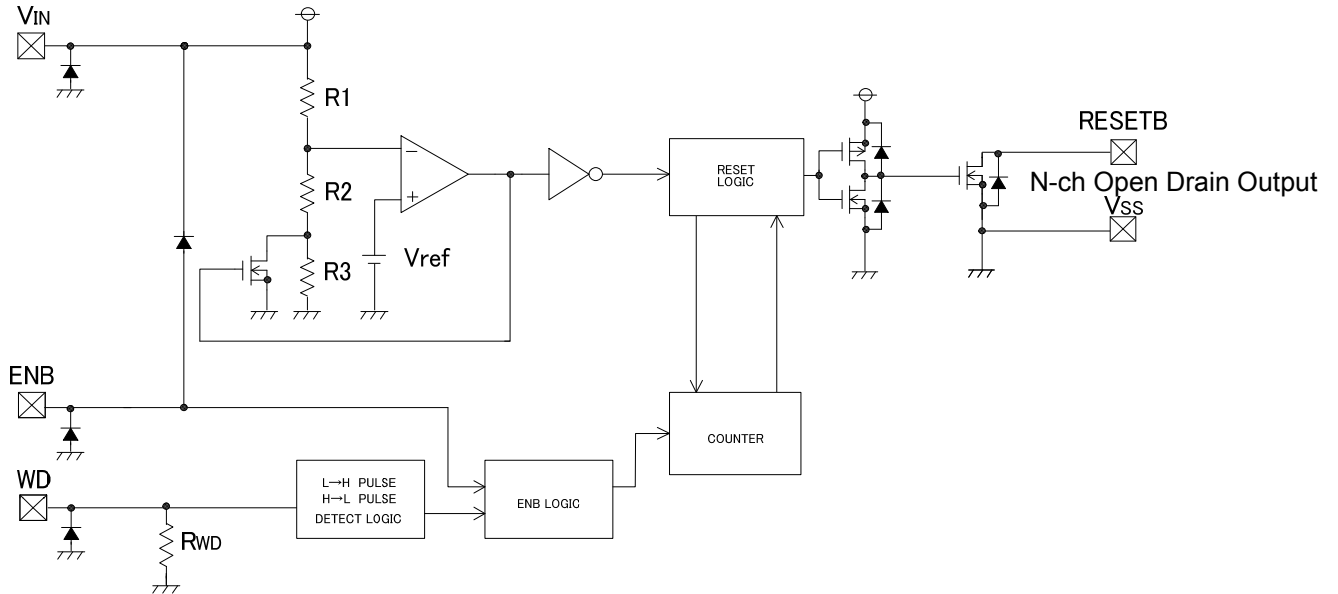 VIN
R1
R2
R3
Vref
RESET
LOGIC
RESETB
N-ch Open Drain Output
VSS
ENB
COUNTER
WD
L→H PULSE
H→L PULSE
DETECT LOGIC
ENB LOGIC
RWD